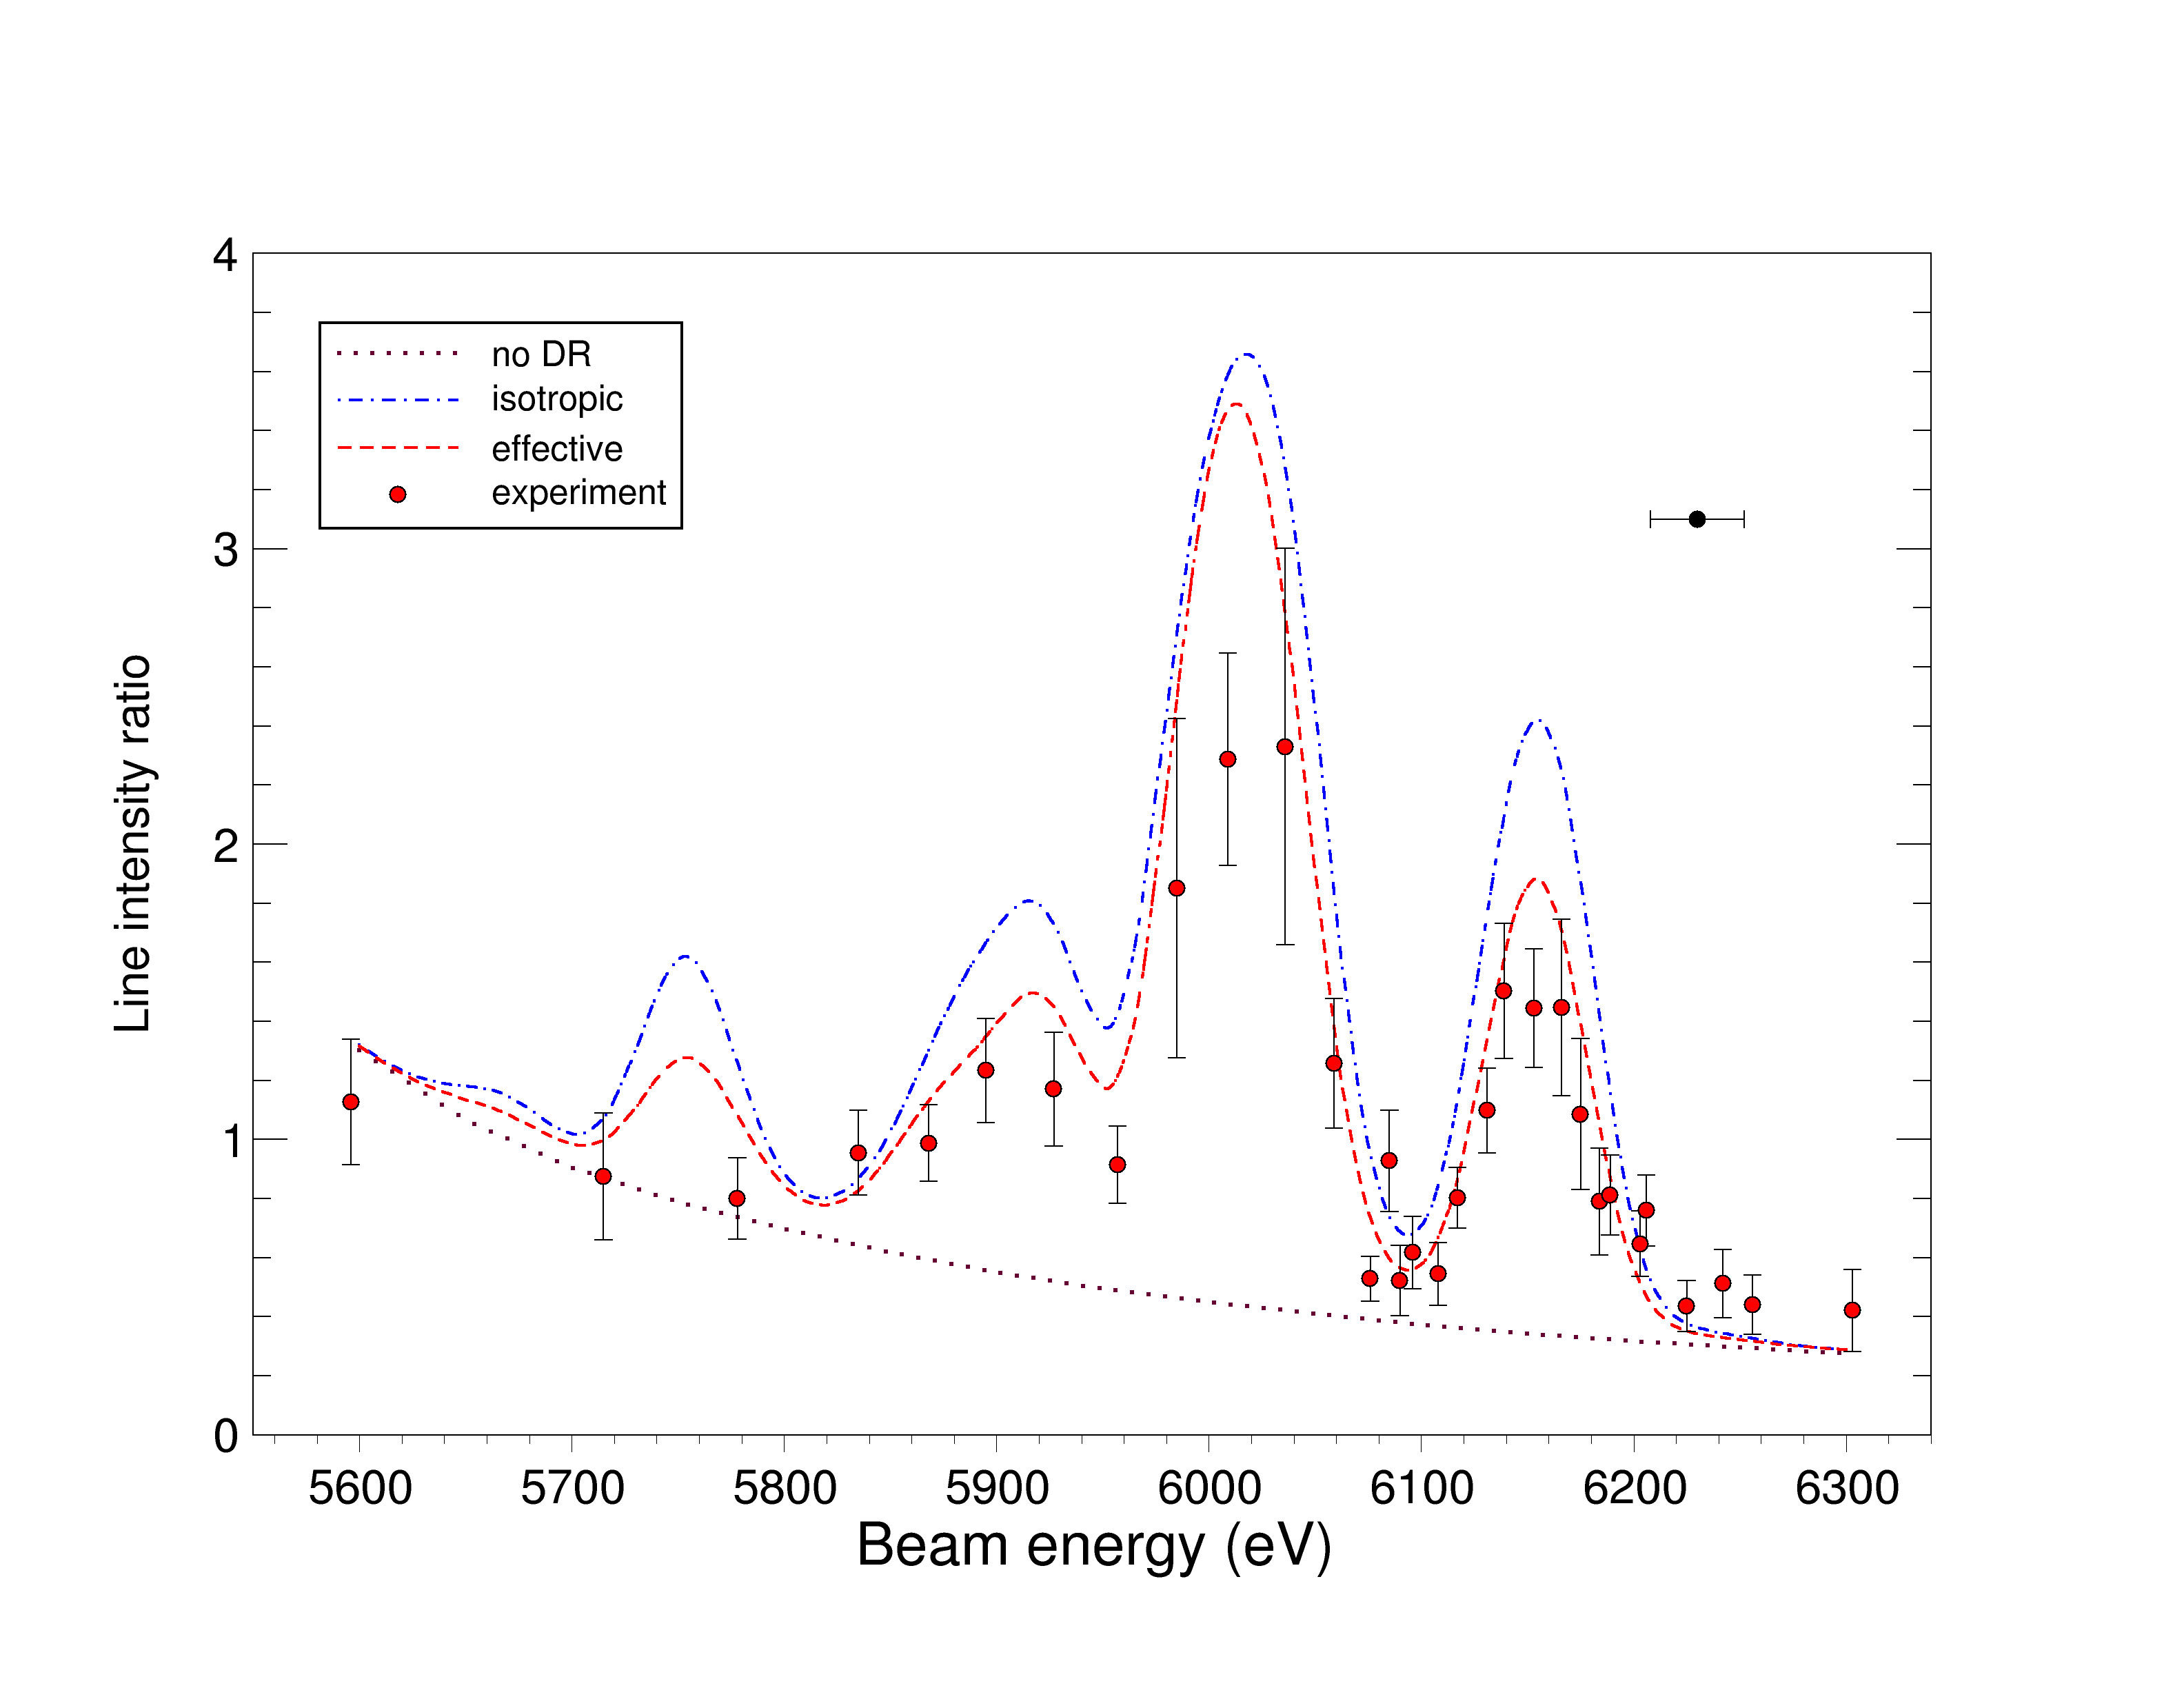 4
3
2
1
0
Line intensity ratio
no DR
isotropic
effective
experiment
5600 5700 5800 5900 6000 6100 6200 6300
Beam energy (eV)